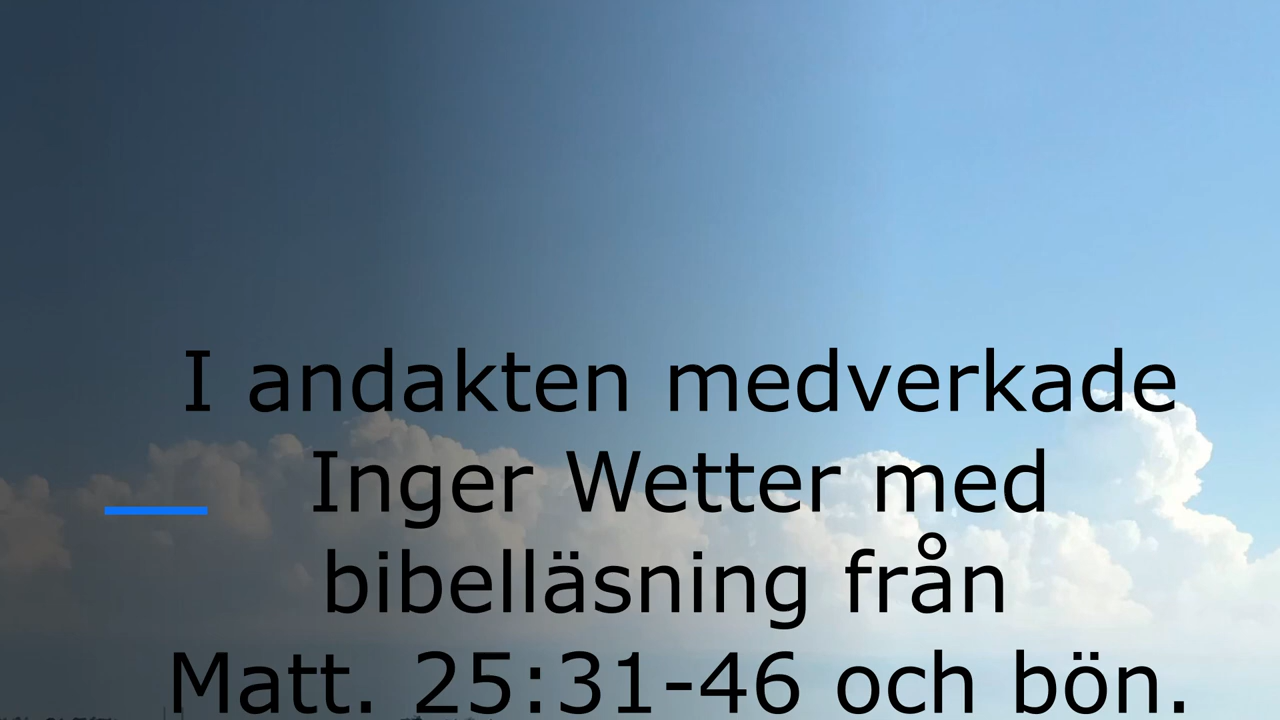 I andakten medverkade
Inger Wetter med
bibelläsning från
Matt. 25:31-46 och bön.